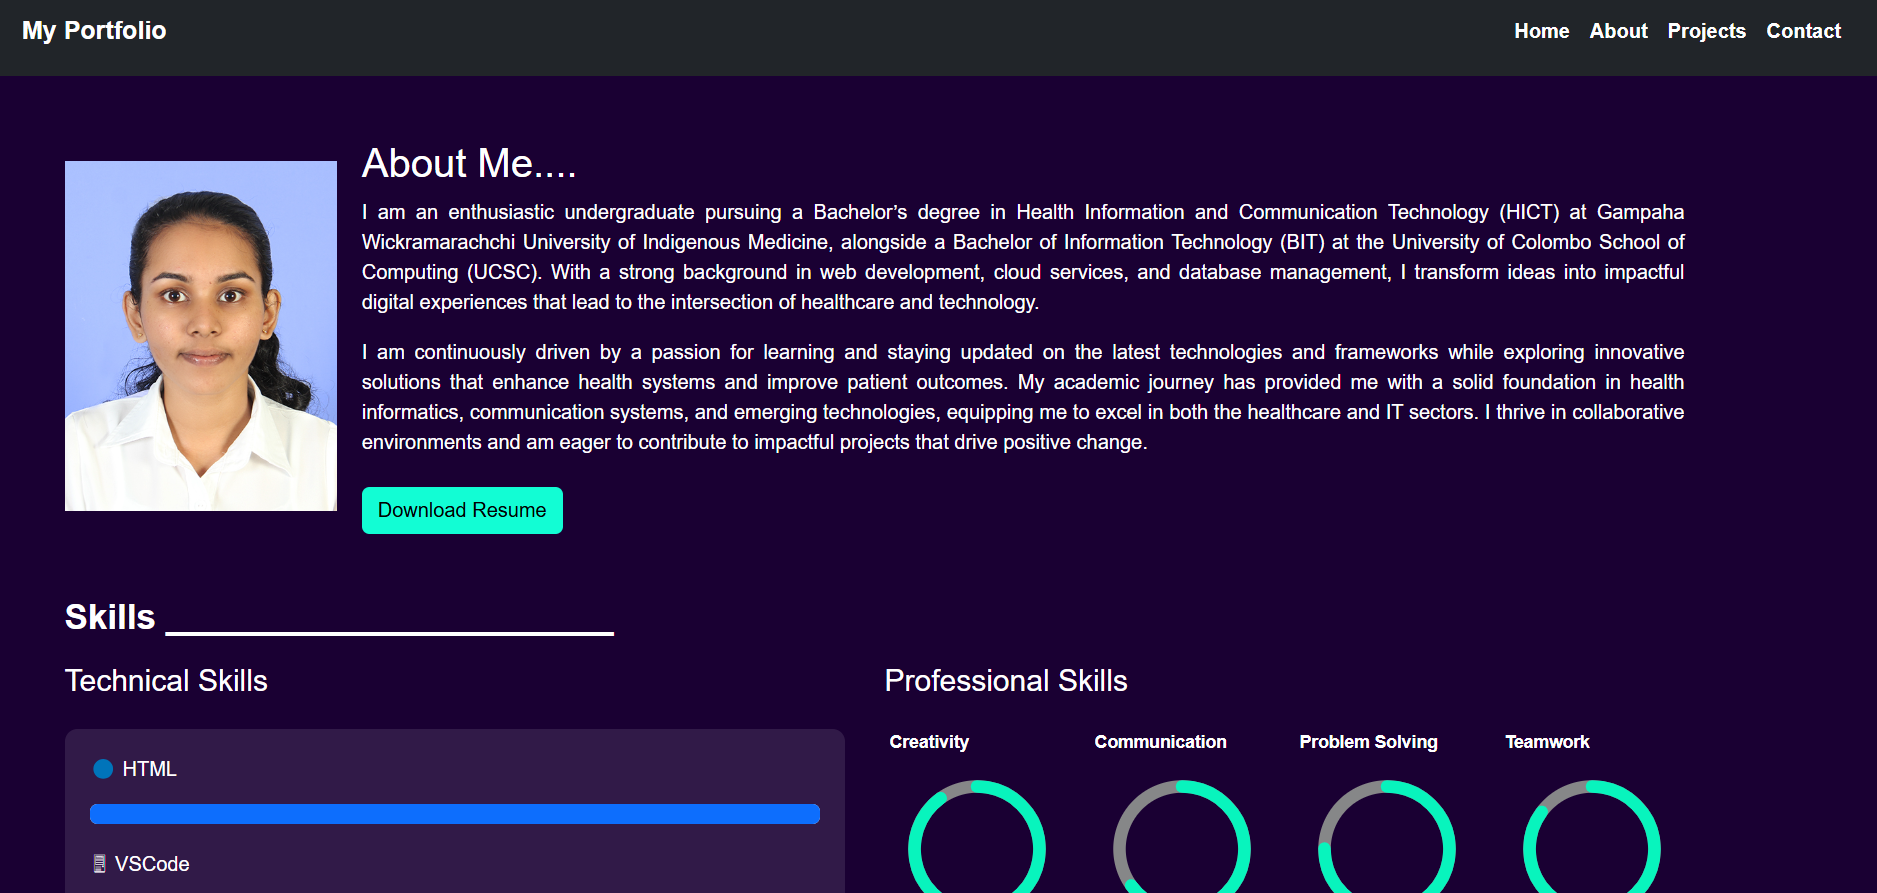 My Portfolio
Home About Projects Contact
About Me....
I am an enthusiastic undergraduate pursuing a Bachelor’s degree in Health Information and Communication Technology (HICT) at Gampaha
Wickramarachchi University of Indigenous Medicine, alongside a Bachelor of Information Technology (BIT) at the University of Colombo School of
Computing (UCSC). With a strong background in web development, cloud services, and database management, I transform ideas into impactful
digital experiences that lead to the intersection of healthcare and technology.
I am continuously driven by a passion for learning and staying updated on the latest technologies and frameworks while exploring innovative
solutions that enhance health systems and improve patient outcomes. My academic journey has provided me with a solid foundation in health
informatics, communication systems, and emerging technologies, equipping me to excel in both the healthcare and IT sectors. I thrive in collaborative
environments and am eager to contribute to impactful projects that drive positive change.
Download Resume
Skills _______________________
Technical Skills
HTML
VSCode
Professional Skills
Creativity Communication Problem Solving Teamwork